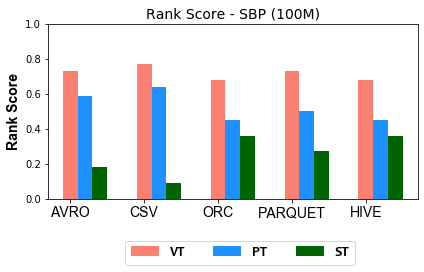 Rank Score - SBP (100M)
Rank Score
1.0
0.8
0.6
0.4
0.2
0.0
AVRO CSV ORC PARQUET HIVE
VT PT ST